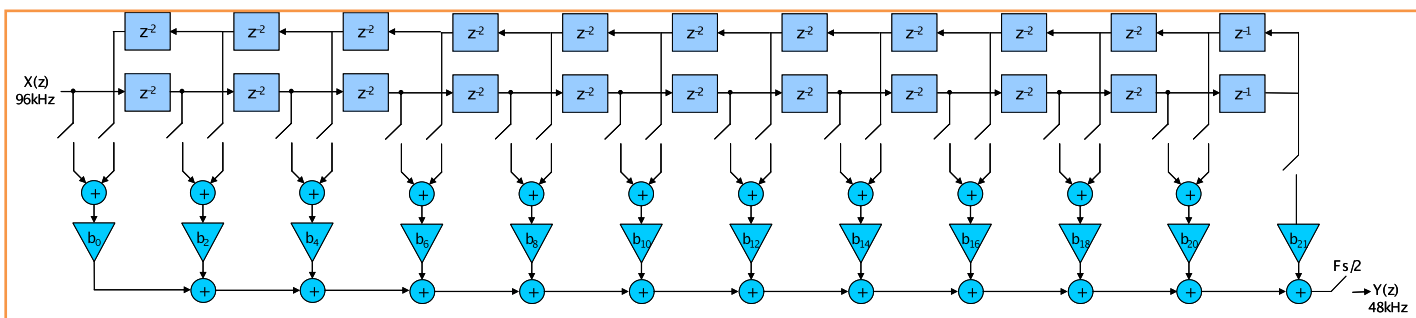 z⁻² z⁻² z⁻² z⁻² z⁻² z⁻² z⁻² z⁻² z⁻² z⁻² z⁻¹
X(z)
96kHz
z⁻² z⁻² z⁻² z⁻² z⁻² z⁻² z⁻² z⁻² z⁻² z⁻² z⁻¹
+ + + + + + + + + + +
b₀ b₂ b₄ b₆ b₈ b₁₀ b₁₂ b₁₄ b₁₆ b₁₈ b₂₀ b₂₁
Fs/2
+ + + + + + + + + + +
Y(z)
48kHz